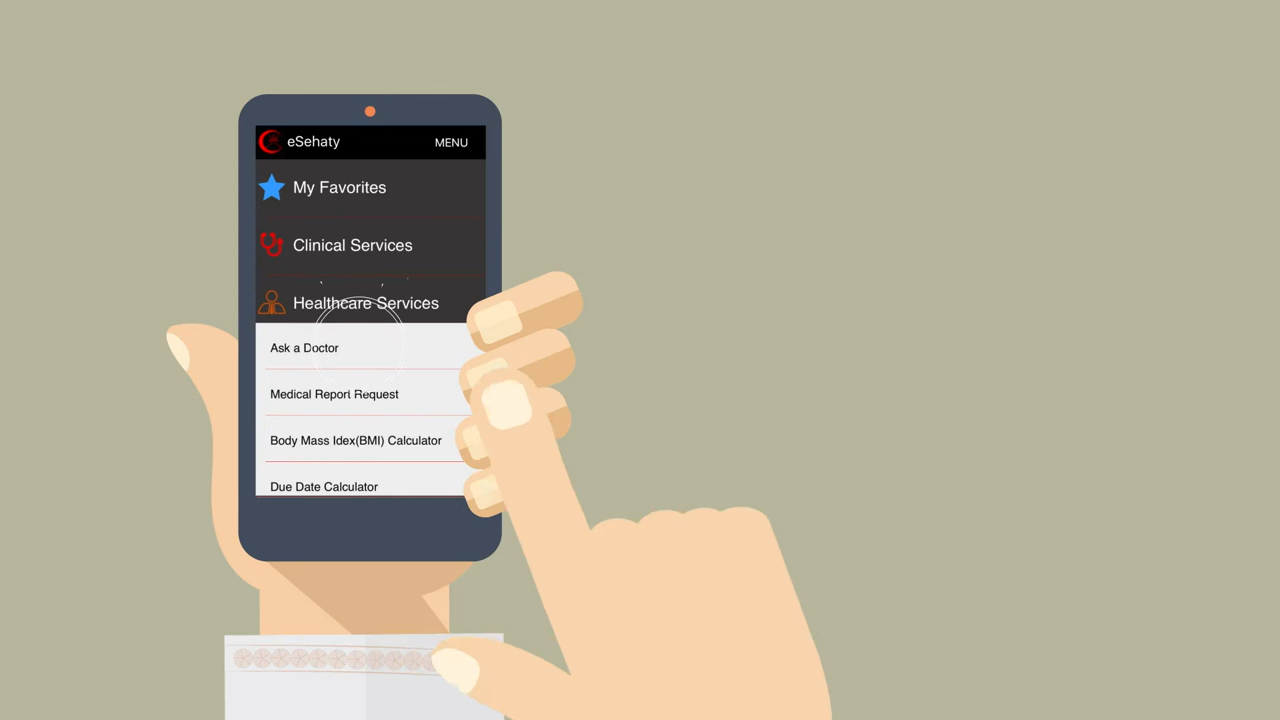 eSehaty MENU
My Favorites
Clinical Services
Healthcare Services
Ask a Doctor
Medical Report Request
Body Mass Idex(BMI) Calculator
Due Date Calculator